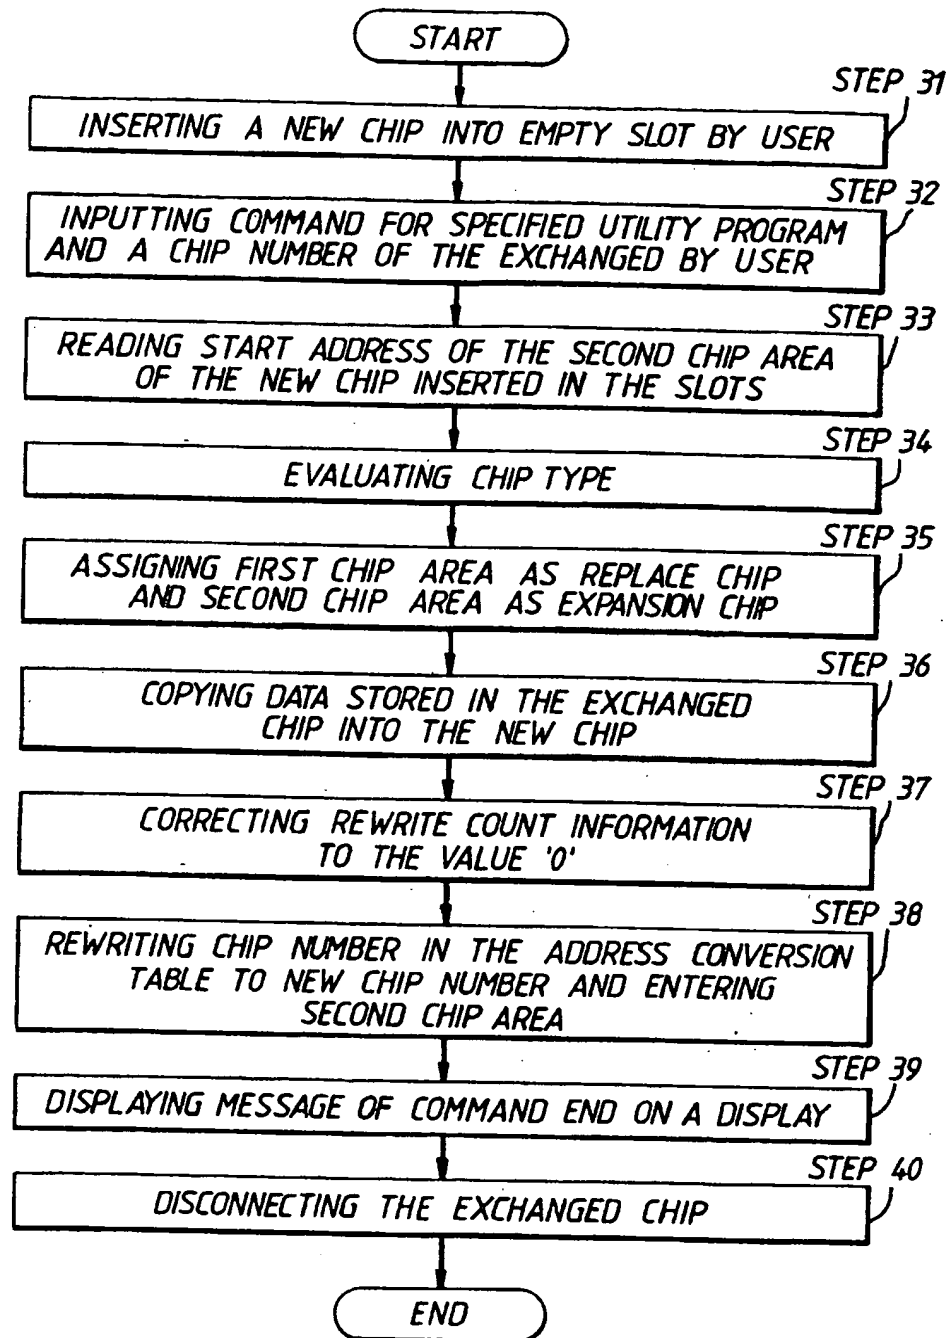 START
STEP 31
INSERTING A NEW CHIP INTO EMPTY SLOT BY USER
STEP 32
INPUTTING COMMAND FOR SPECIFIED UTILITY PROGRAM
AND A CHIP NUMBER OF THE EXCHANGED BY USER
STEP 33
READING START ADDRESS OF THE SECOND CHIP AREA
OF THE NEW CHIP INSERTED IN THE SLOTS
STEP 34
EVALUATING CHIP TYPE
STEP 35
ASSIGNING FIRST CHIP AREA AS REPLACE CHIP
AND SECOND CHIP AREA AS EXPANSION CHIP
STEP 36
COPYING DATA STORED IN THE EXCHANGED
CHIP INTO THE NEW CHIP
STEP 37
CORRECTING REWRITE COUNT INFORMATION
TO THE VALUE '0'
STEP 38
REWRITING CHIP NUMBER IN THE ADDRESS CONVERSION
TABLE TO NEW CHIP NUMBER AND ENTERING
SECOND CHIP AREA
STEP 39
DISPLAYING MESSAGE OF COMMAND END ON A DISPLAY
STEP 40
DISCONNECTING THE EXCHANGED CHIP
END